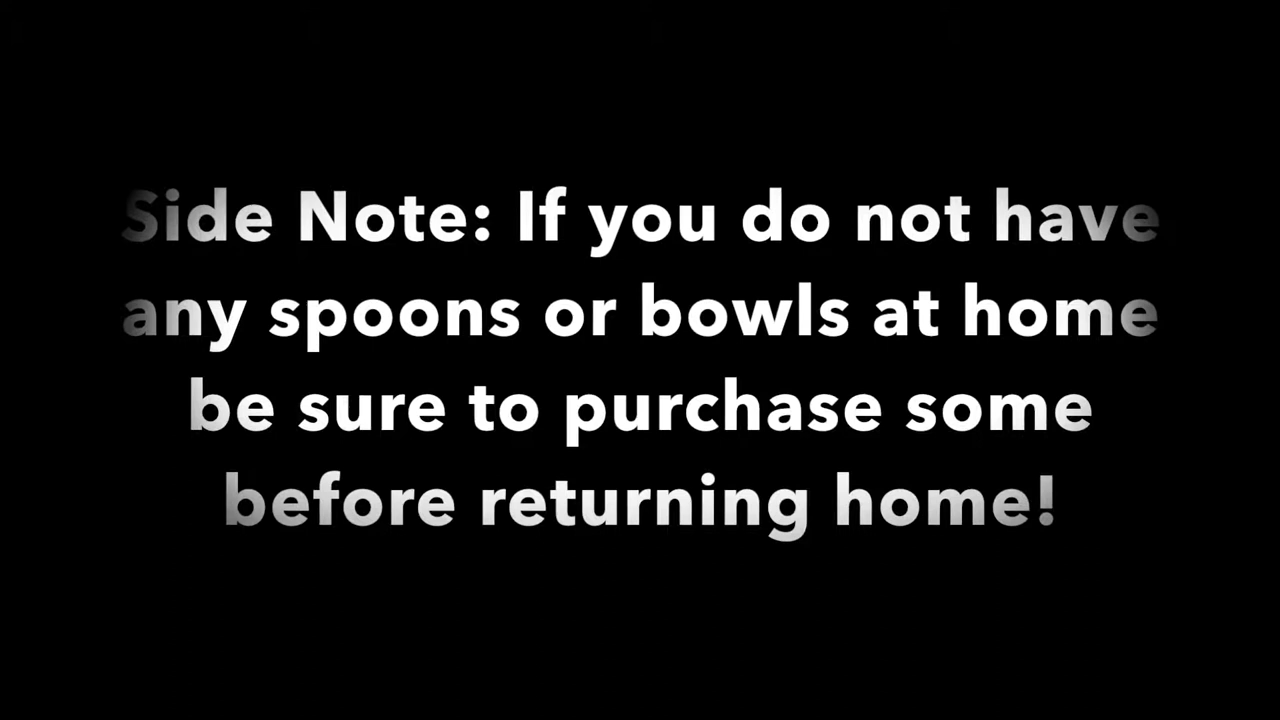 Side Note: If you do not have
any spoons or bowls at home
be sure to purchase some
before returning home!